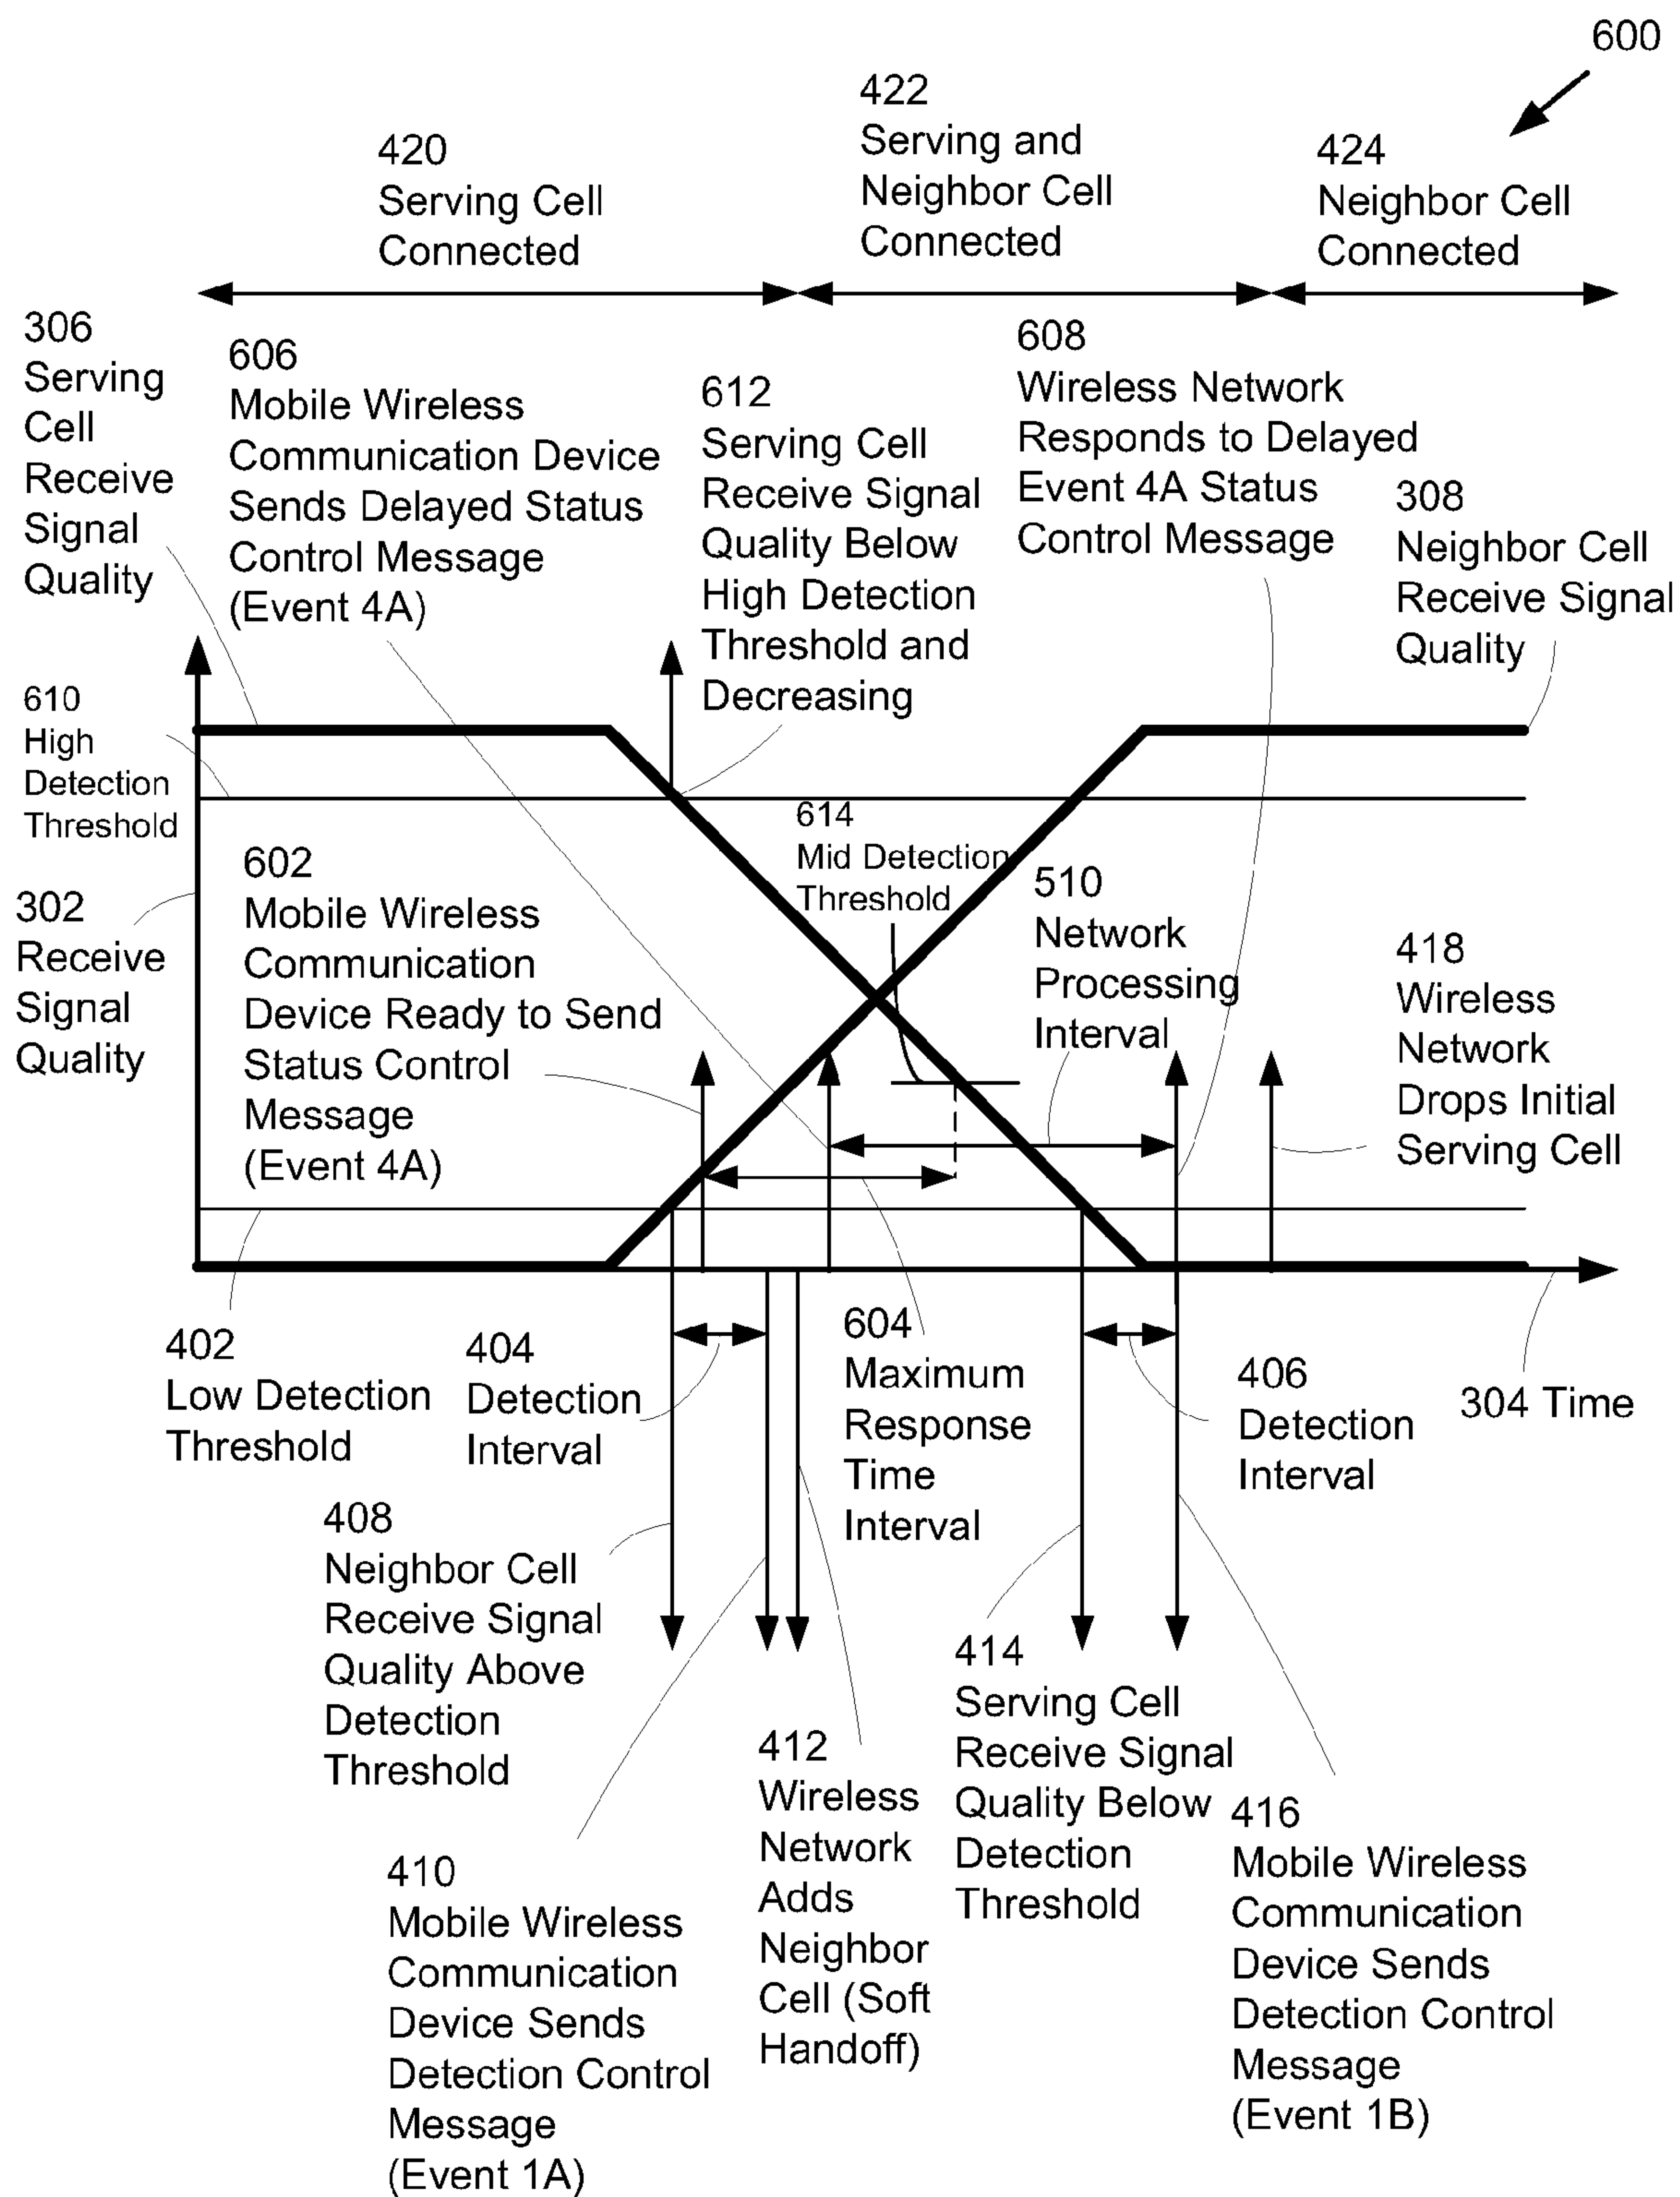 600
420
Serving Cell
Connected
422
Serving and
Neighbor Cell
Connected
424
Neighbor Cell
Connected
306
Serving
Cell
Receive
Signal
Quality
606
Mobile Wireless
Communication Device
Sends Delayed Status
Control Message
(Event 4A)
612
Serving Cell
Receive Signal
Quality Below
High Detection
Threshold and
Decreasing
608
Wireless Network
Responds to Delayed
Event 4A Status
Control Message
308
Neighbor Cell
Receive Signal
Quality
610
High
Detection
Threshold
302
Receive
Signal
Quality
602
Mobile Wireless
Communication
Device Ready to Send
Status Control
Message
(Event 4A)
614
Mid Detection
Threshold
510
Network
Processing
Interval
418
Wireless
Network
Drops Initial
Serving Cell
402
Low Detection
Threshold
404
Detection
Interval
604
Maximum
Response
Time
Interval
406
Detection
Interval
304 Time
408
Neighbor Cell
Receive Signal
Quality Above
Detection
Threshold
410
Mobile Wireless
Communication
Device Sends
Detection Control
Message
(Event 1A)
412
Wireless
Network
Adds
Neighbor
Cell (Soft
Handoff)
414
Serving Cell
Receive Signal
Quality Below
Detection
Threshold
416
Mobile Wireless
Communication
Device Sends
Detection Control
Message
(Event 1B)